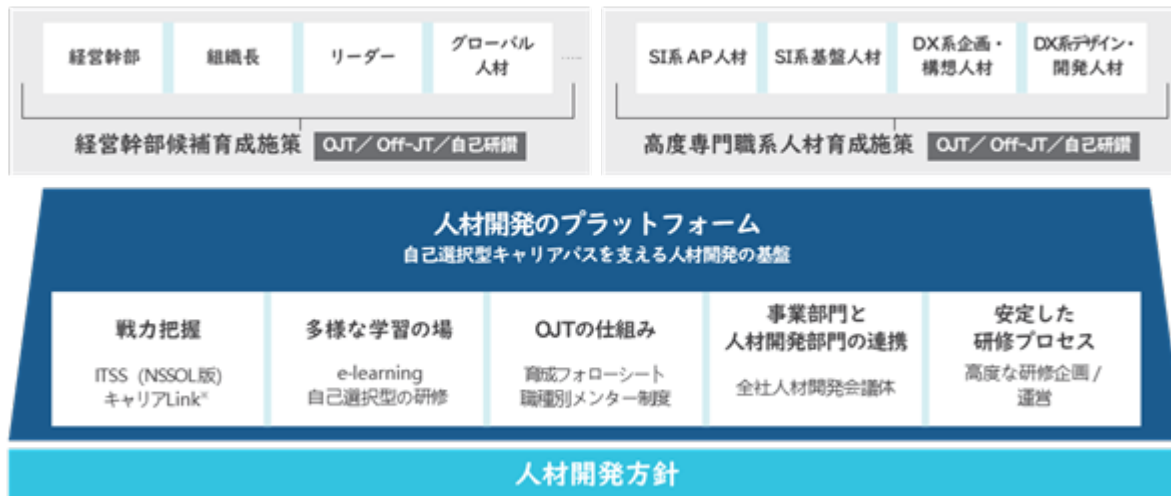 経営幹部
組織長
リーダー
グローバル
人材
……
経営幹部候補育成施策
OJT／Off-JT／自己研鑽
SI系AP人材
SI系基盤人材
DX系企画・
構想人材
DX系デザイン・
開発人材
高度専門職系人材育成施策
OJT／Off-JT／自己研鑽
人材開発のプラットフォーム
自己選択型キャリアパスを支える人材開発の基盤
戦力把握
ITSS (NSSOL版)
キャリアLink※
多様な学習の場
e-learning
自己選択型の研修
OJTの仕組み
育成フォローシート
職種別メンター制度
事業部門と
人材開発部門の連携
全社人材開発会議体
安定した
研修プロセス
高度な研修企画 /
運営
人材開発方針